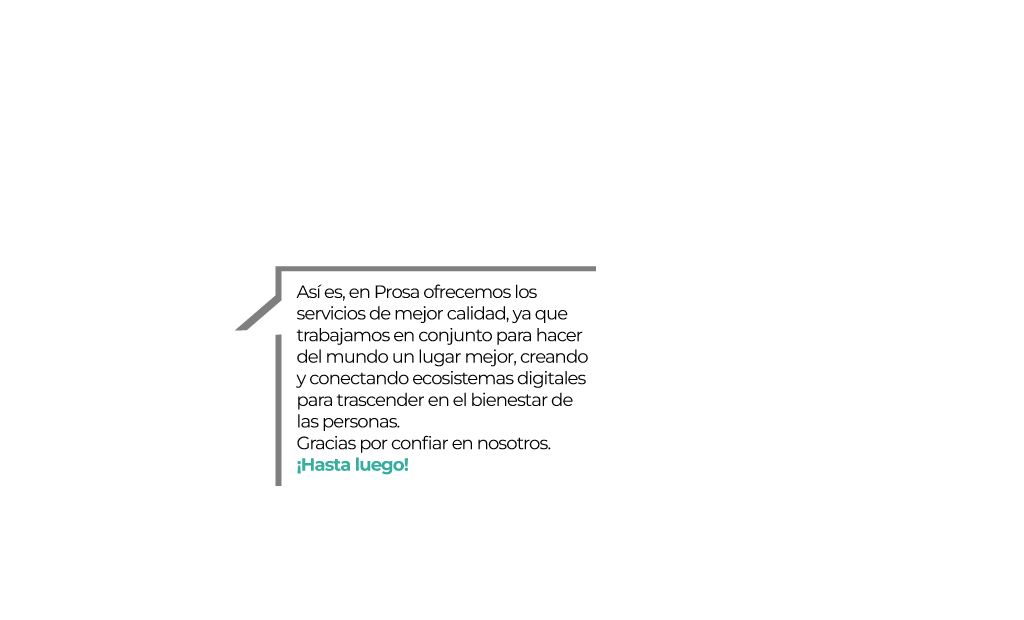 Así es, en Prosa ofrecemos los
servicios de mejor calidad, ya que
trabajamos en conjunto para hacer
del mundo un lugar mejor, creando
y conectando ecosistemas digitales
para trascender en el bienestar de
las personas.
Gracias por confiar en nosotros.
¡Hasta luego!